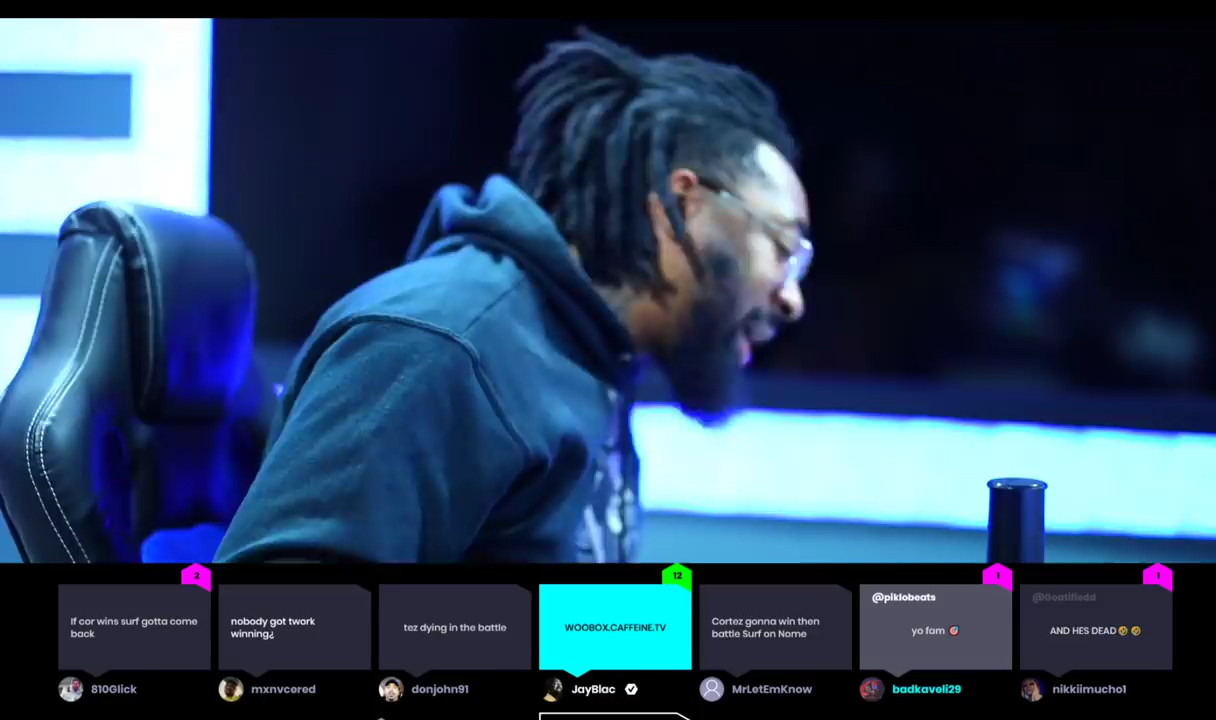 2
If cor wins surf gotta come
back
810Glick
nobody got twork
winning¿
mxnvcered
tez dying in the battle
donjohn91
12
WOOBOX.CAFFEINE.TV
JayBlac
Cortez gonna win then
battle Surf on Nome
MrLetEmKnow
1
@piklobeats
yo fam
badkaveli29
1
@Goatifiedd
AND HES DEAD🤣🤣
nikkiimucho1